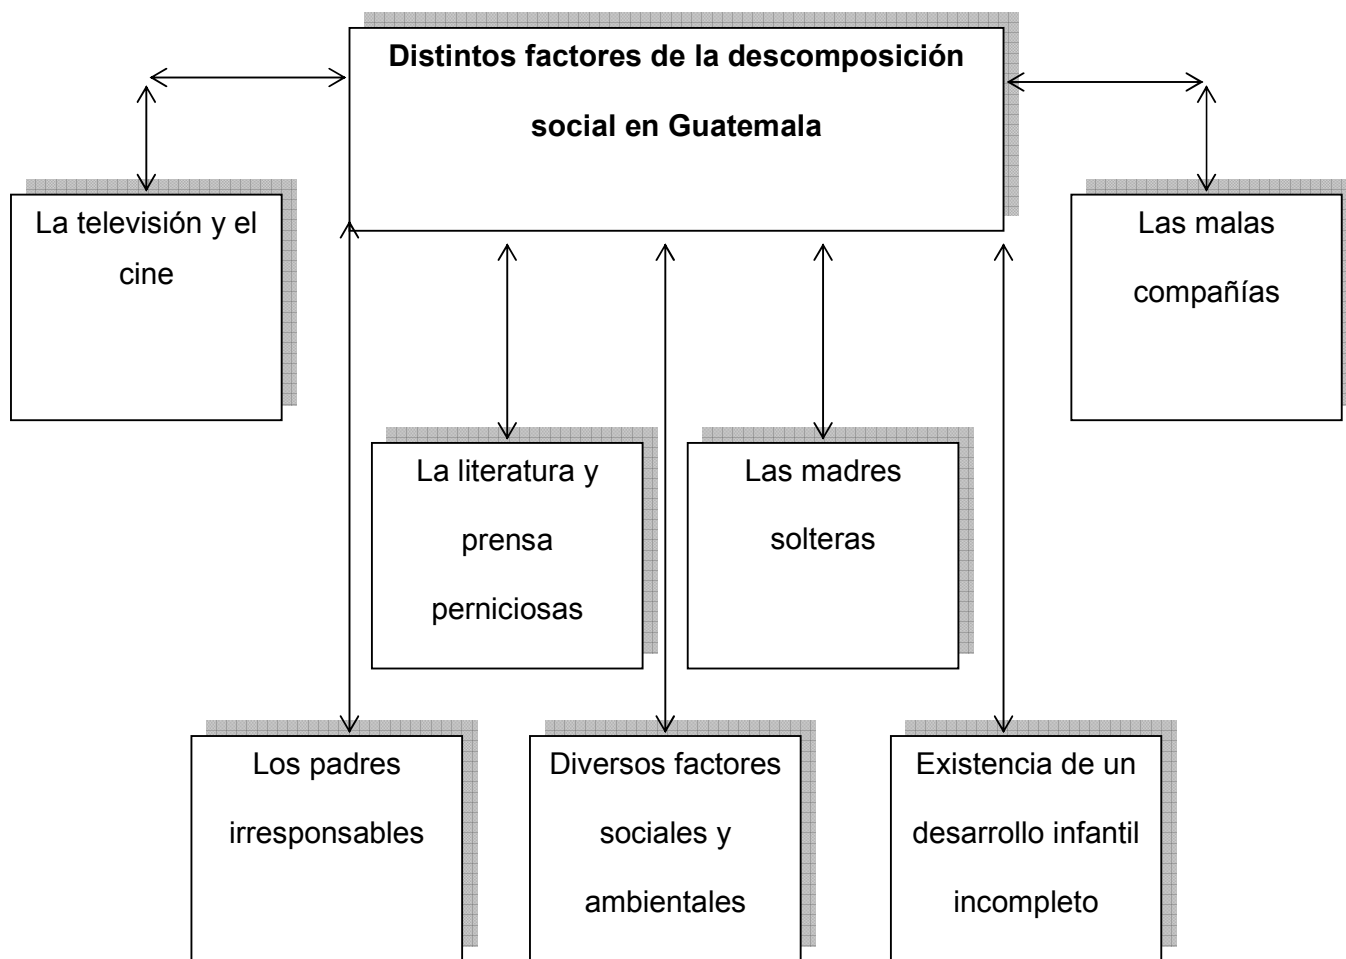 Distintos factores de la descomposición
social en Guatemala
La televisión y el
cine
Las malas
compañías
La literatura y
prensa
perniciosas
Las madres
solteras
Los padres
irresponsables
Diversos factores
sociales y
ambientales
Existencia de un
desarrollo infantil
incompleto